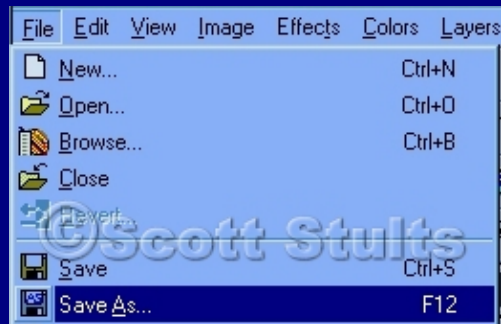 File Edit View Image Effects Colors Layers
New... Ctrl+N
Open... Ctrl+O
Browse... Ctrl+B
Close
Revert...
©Scott Stults
Save Ctrl+S
Save As... F12